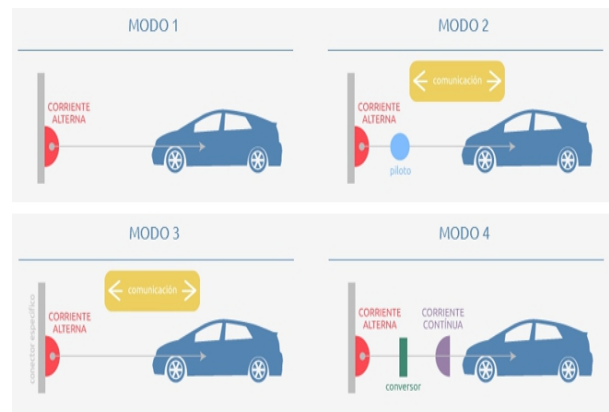 MODO 1
CORRIENTE
ALTERNA
MODO 2
comunicación
CORRIENTE
ALTERNA
piloto
MODO 3
comunicación
conector específico
CORRIENTE
ALTERNA
MODO 4
CORRIENTE
ALTERNA
CORRIENTE
CONTÍNUA
conversor